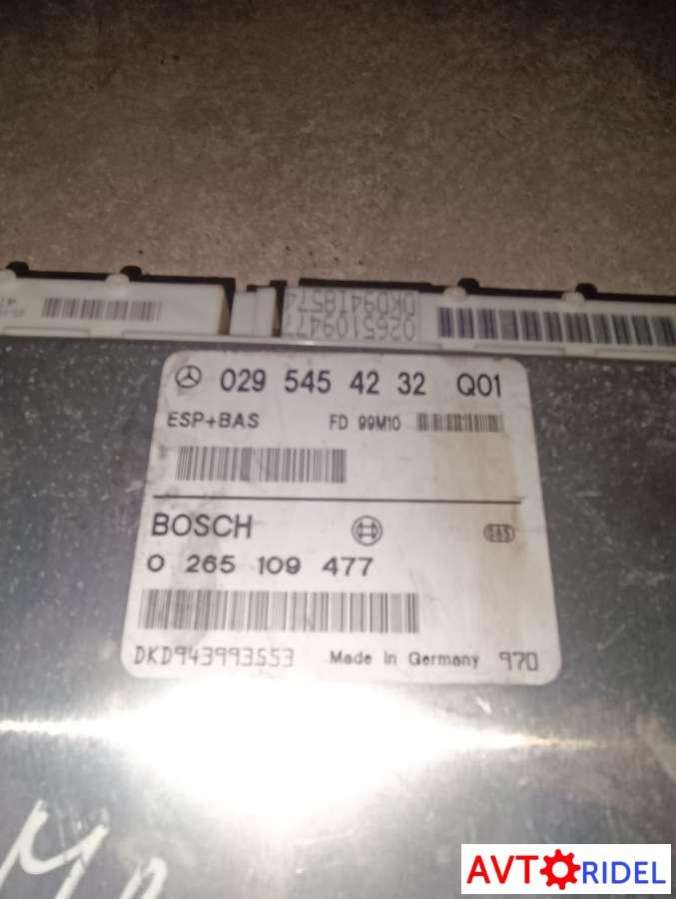 0265109477
DKD9418574
029 545 42 32 Q01
ESP+BAS FD 99M10
BOSCH
0 265 109 477
DKD943993553 Made in Germany 970
AVTORIDEL